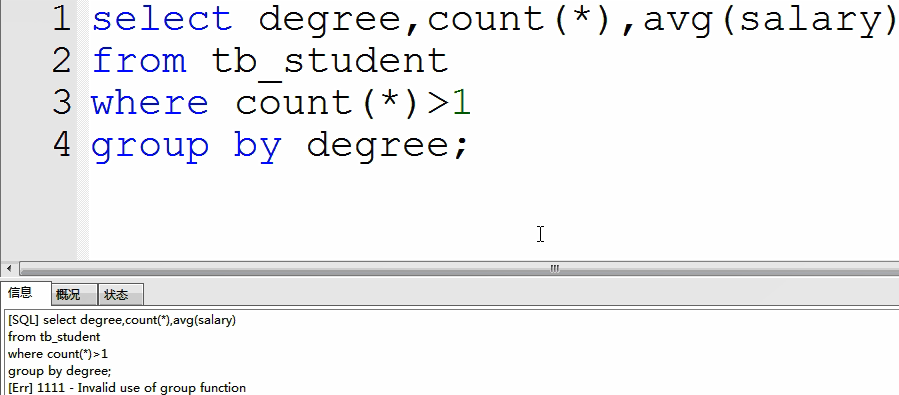 1 select degree,count(*),avg(salary)
2 from tb_student
3 where count(*)>1
4 group by degree;
信息 概况 状态
[SQL] select degree,count(*),avg(salary)
from tb_student
where count(*)>1
group by degree;
[Err] 1111 - Invalid use of group function